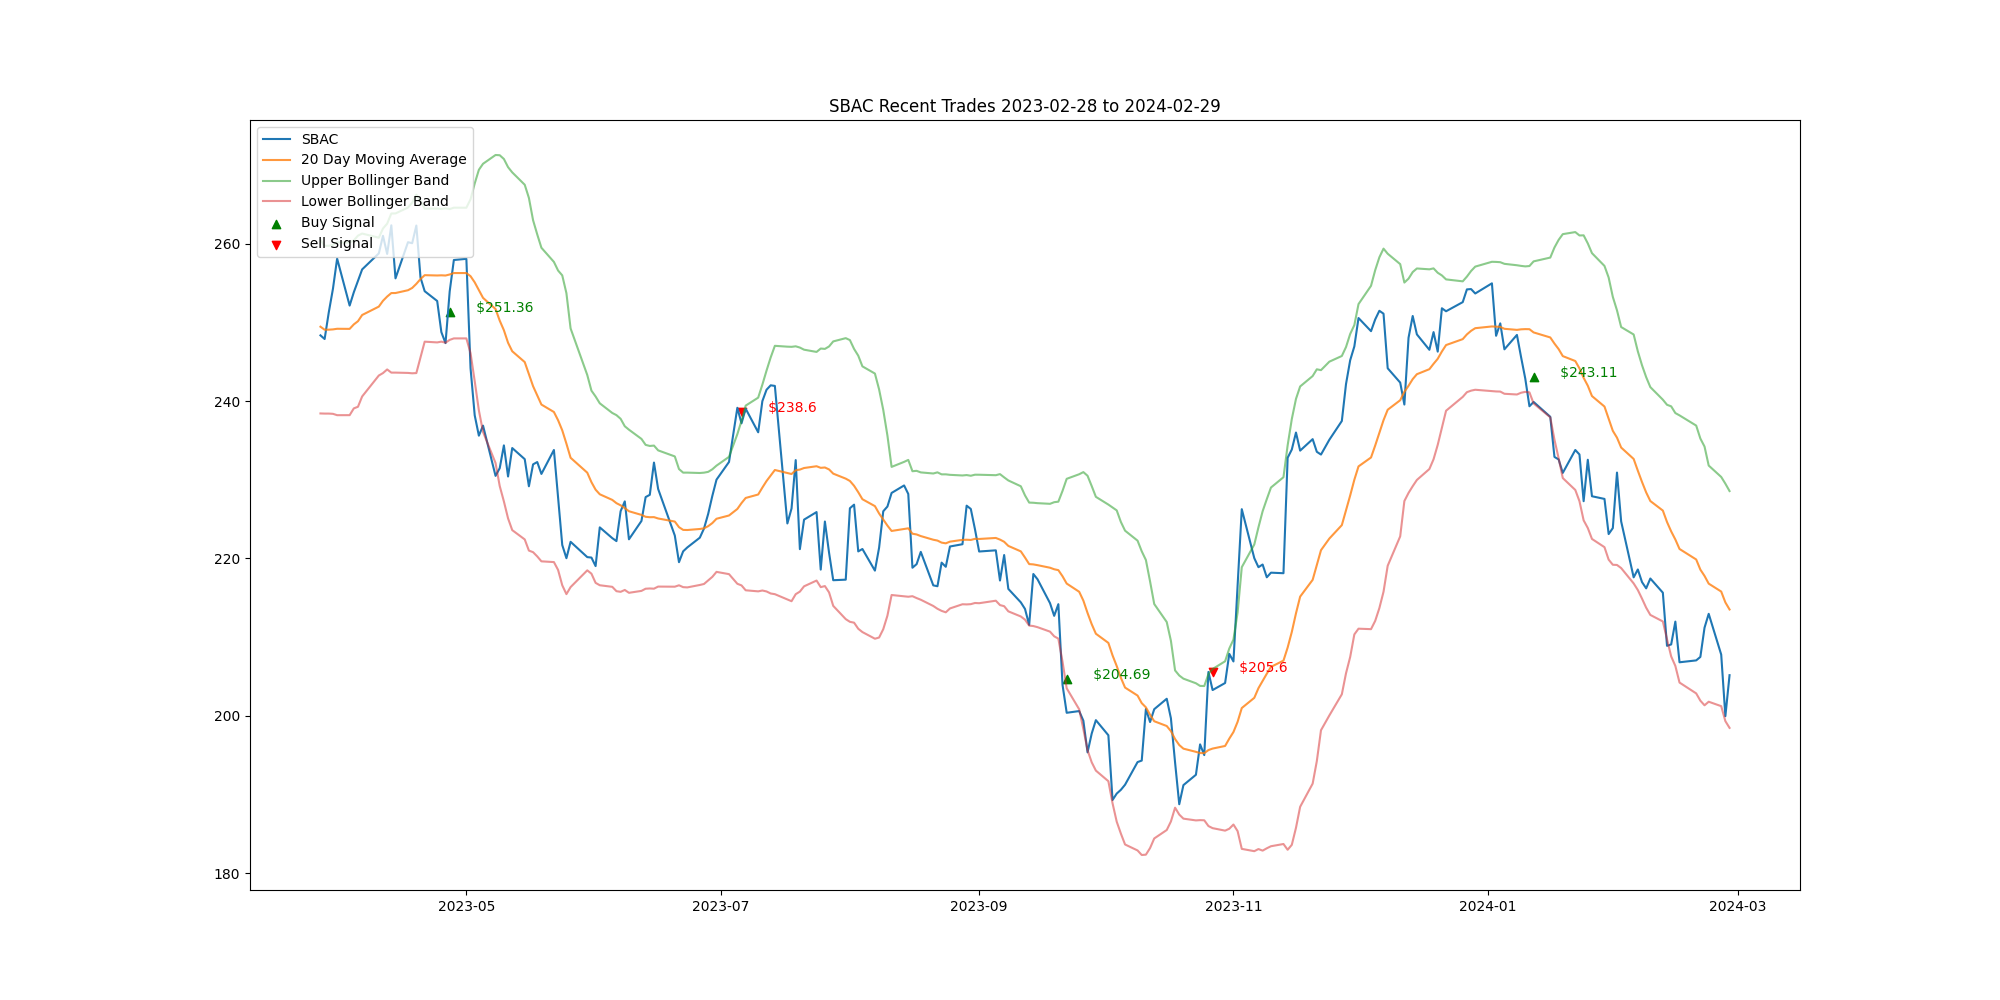 SBAC Recent Trades 2023-02-28 to 2024-02-29
SBAC
20 Day Moving Average
Upper Bollinger Band
Lower Bollinger Band
Buy Signal
Sell Signal
260
240
220
200
180
$251.36
$238.6
$204.69
$205.6
$243.11
2023-05
2023-07
2023-09
2023-11
2024-01
2024-03